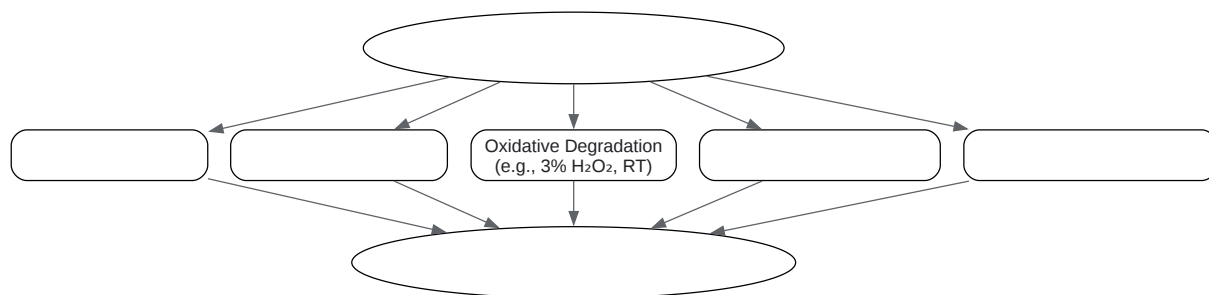 Oxidative Degradation
(e.g., 3% H₂O₂, RT)